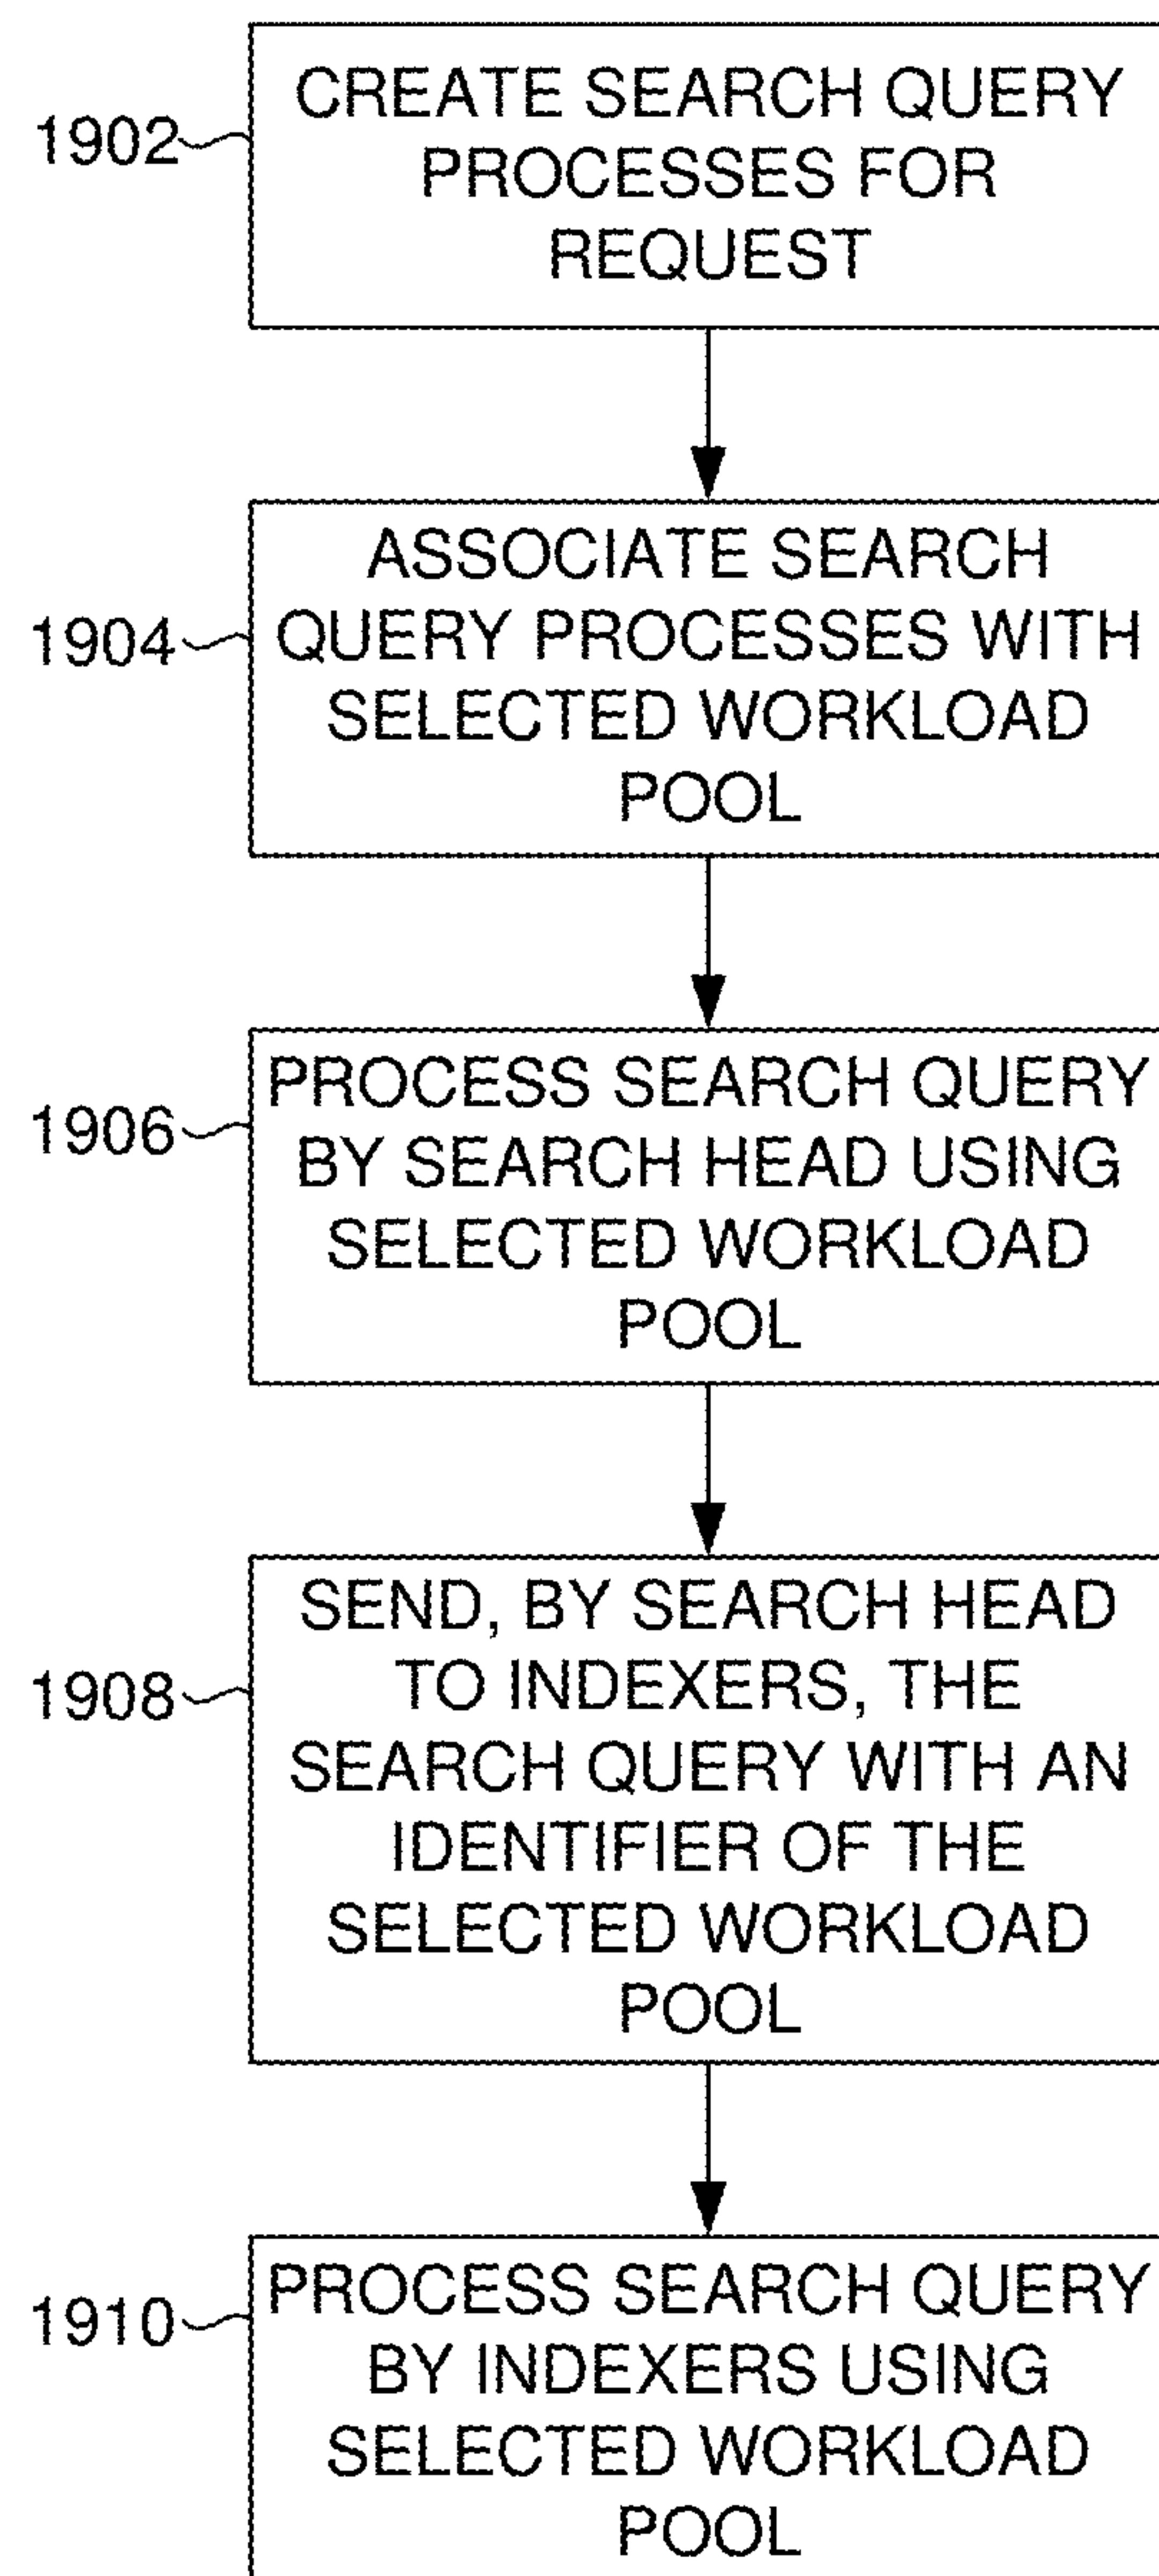 1902
CREATE SEARCH QUERY
PROCESSES FOR
REQUEST
1904
ASSOCIATE SEARCH
QUERY PROCESSES WITH
SELECTED WORKLOAD
POOL
1906
PROCESS SEARCH QUERY
BY SEARCH HEAD USING
SELECTED WORKLOAD
POOL
1908
SEND, BY SEARCH HEAD
TO INDEXERS, THE
SEARCH QUERY WITH AN
IDENTIFIER OF THE
SELECTED WORKLOAD
POOL
1910
PROCESS SEARCH QUERY
BY INDEXERS USING
SELECTED WORKLOAD
POOL